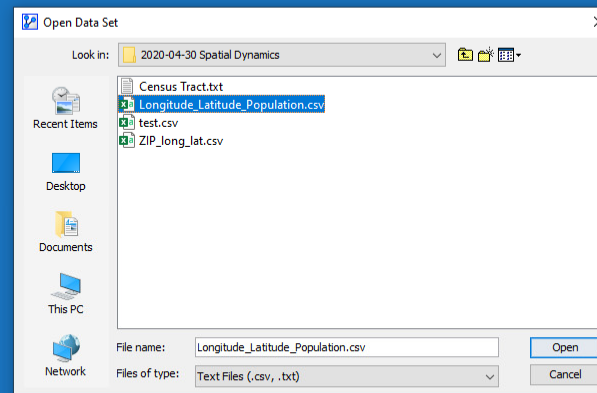 Open Data Set
Look in:
2020-04-30 Spatial Dynamics
Recent Items
Desktop
Documents
This PC
Network
Census Tract.txt
Longitude_Latitude_Population.csv
test.csv
ZIP_long_lat.csv
File name:
Longitude_Latitude_Population.csv
Open
Files of type:
Text Files (.csv, .txt)
Cancel